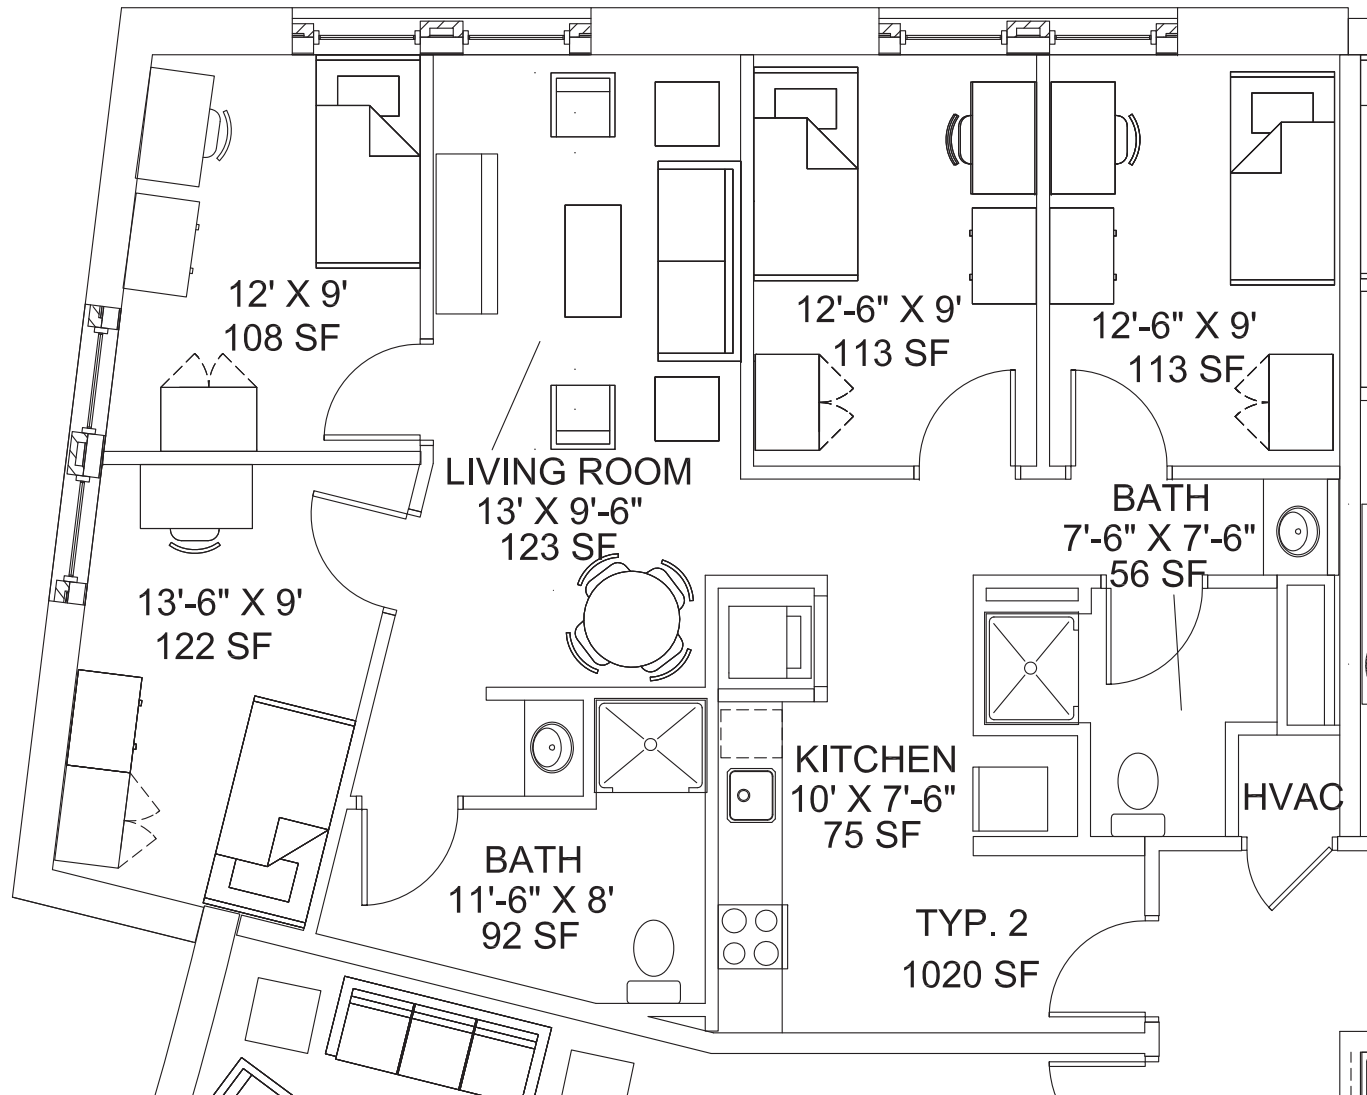 12' X 9'
108 SF
12'-6" X 9'
113 SF
12'-6" X 9'
113 SF
LIVING ROOM
13' X 9'-6"
123 SF
BATH
7'-6" X 7'-6"
56 SF
13'-6" X 9'
122 SF
KITCHEN
10' X 7'-6"
75 SF
HVAC
BATH
11'-6" X 8'
92 SF
TYP. 2
1020 SF